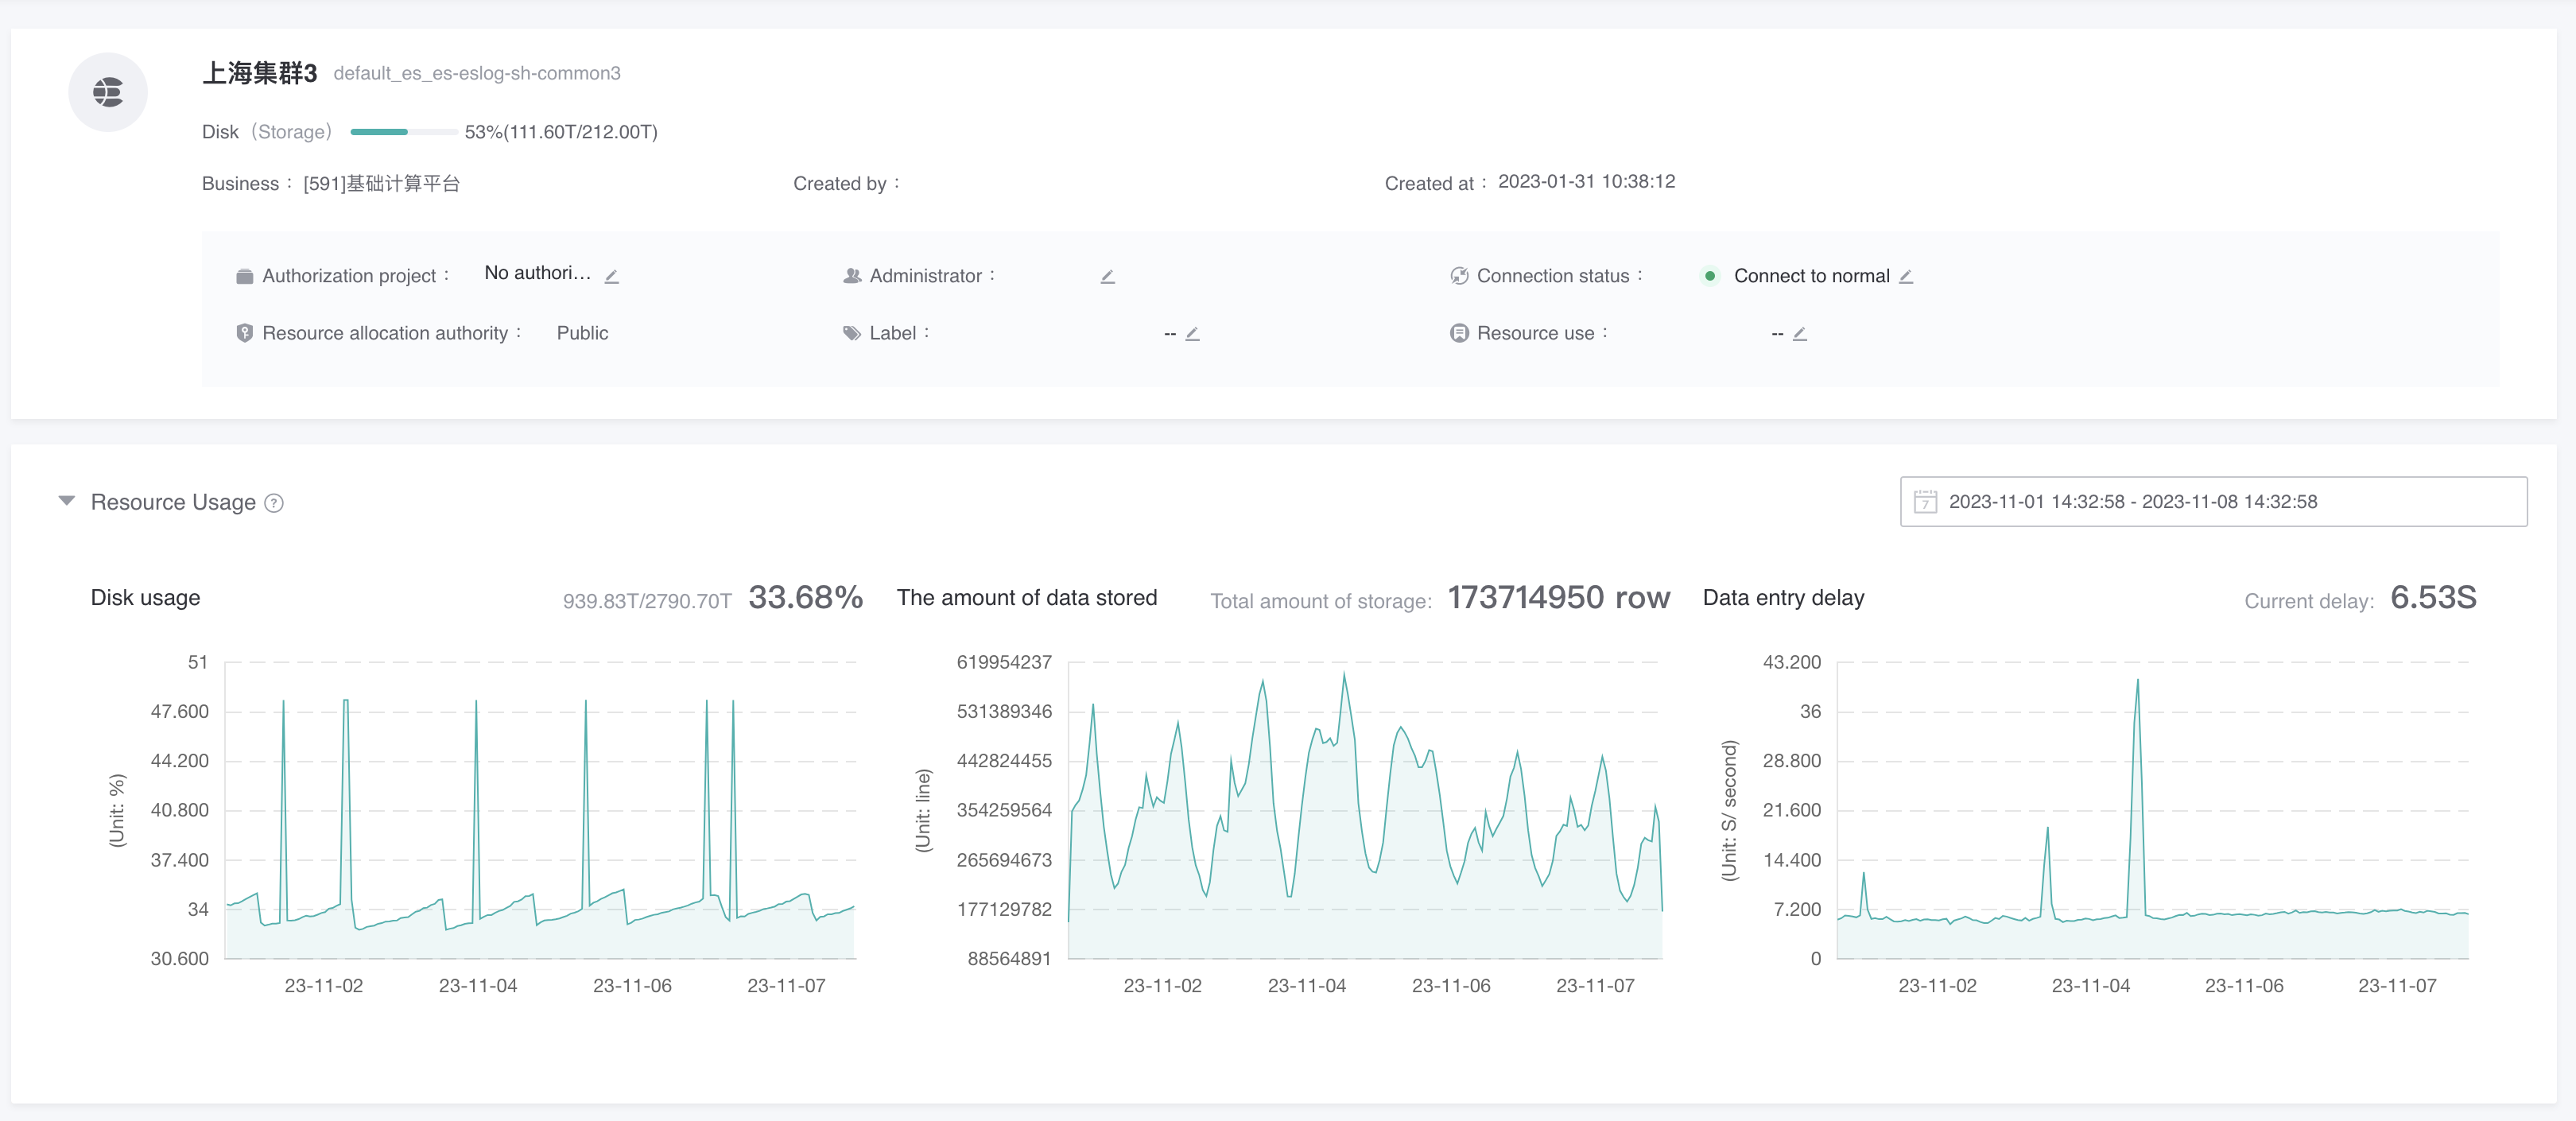 上海集群3 default_es_es-eslog-sh-common3
Disk (Storage) 53%(111.60T/212.00T)
Business： [591]基础计算平台 Created by： Created at： 2023-01-31 10:38:12
Authorization project： No authori... Administrator： Connection status： Connect to normal
Resource allocation authority： Public Label： -- Resource use： --
Resource Usage ? 7 2023-11-01 14:32:58 - 2023-11-08 14:32:58
Disk usage 939.83T/2790.70T 33.68%
(Unit: %)
51
47.600
44.200
40.800
37.400
34
30.600
23-11-02 23-11-04 23-11-06 23-11-07
The amount of data stored Total amount of storage: 173714950 row
(Unit: line)
619954237
531389346
442824455
354259564
265694673
177129782
88564891
23-11-02 23-11-04 23-11-06 23-11-07
Data entry delay Current delay: 6.53S
(Unit: S/ second)
43.200
36
28.800
21.600
14.400
7.200
0
23-11-02 23-11-04 23-11-06 23-11-07